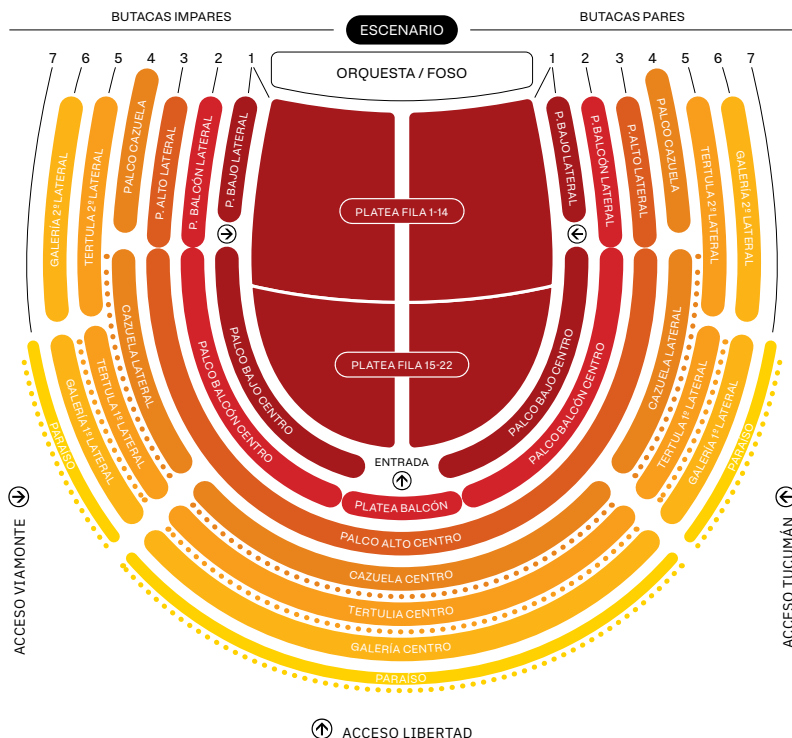 BUTACAS IMPARES
BUTACAS PARES
ESCENARIO
7 6 5 4 3 2 1
1 2 3 4 5 6 7
ORQUESTA / FOSO
GALERÍA 2º LATERAL
TERTULA 2º LATERAL
PALCO CAZUELA
P. ALTO LATERAL
P. BALCÓN LATERAL
P. BAJO LATERAL
P. BAJO LATERAL
P. BALCÓN LATERAL
P. ALTO LATERAL
PALCO CAZUELA
TERTULA 2º LATERAL
GALERÍA 2º LATERAL
PLATEA FILA 1-14
PLATEA FILA 15-22
PARAÍSO
GALERÍA 1º LATERAL
TERTULA 1º LATERAL
CAZUELA LATERAL
PALCO BALCÓN CENTRO
PALCO BAJO CENTRO
PALCO BAJO CENTRO
PALCO BALCÓN CENTRO
CAZUELA LATERAL
TERTULA 1º LATERAL
GALERÍA 1º LATERAL
PARAÍSO
ENTRADA
PLATEA BALCÓN
PALCO ALTO CENTRO
CAZUELA CENTRO
TERTULIA CENTRO
GALERÍA CENTRO
PARAÍSO
ACCESO VIAMONTE
ACCESO TUCUMÁN
ACCESO LIBERTAD